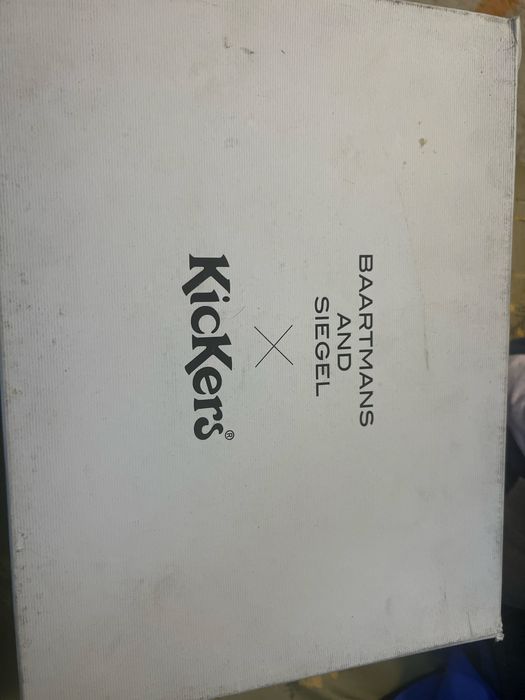 BAARTMANS
AND
SIEGEL
X
KicKers®